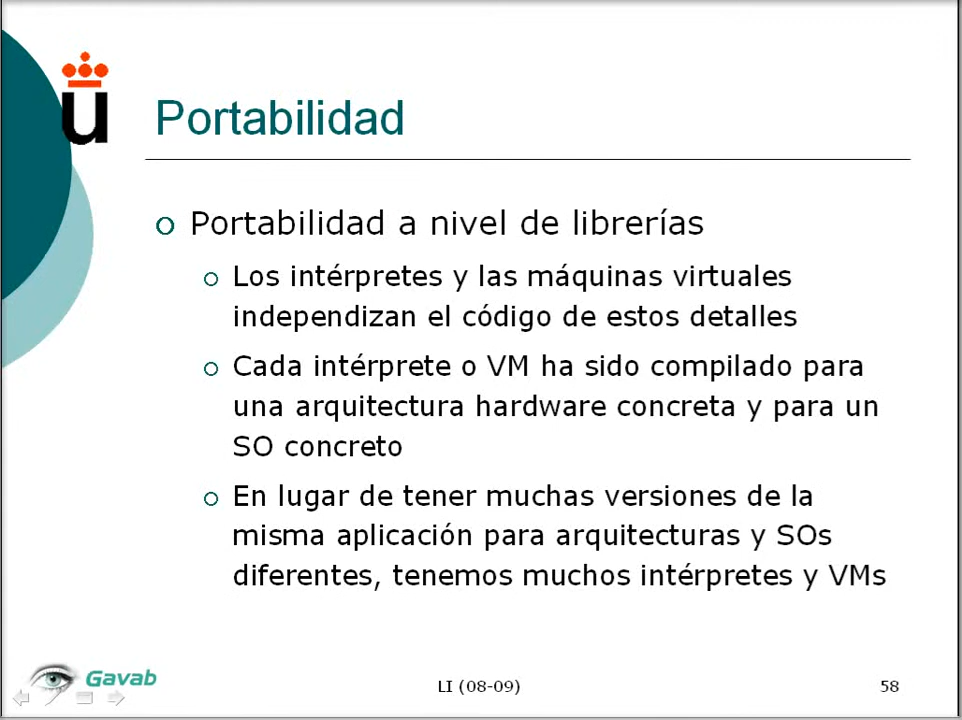 Portabilidad
Portabilidad a nivel de librerías
Los intérpretes y las máquinas virtuales
independizan el código de estos detalles
Cada intérprete o VM ha sido compilado para
una arquitectura hardware concreta y para un
SO concreto
En lugar de tener muchas versiones de la
misma aplicación para arquitecturas y SOs
diferentes, tenemos muchos intérpretes y VMs
Gavab
LI (08-09)
58